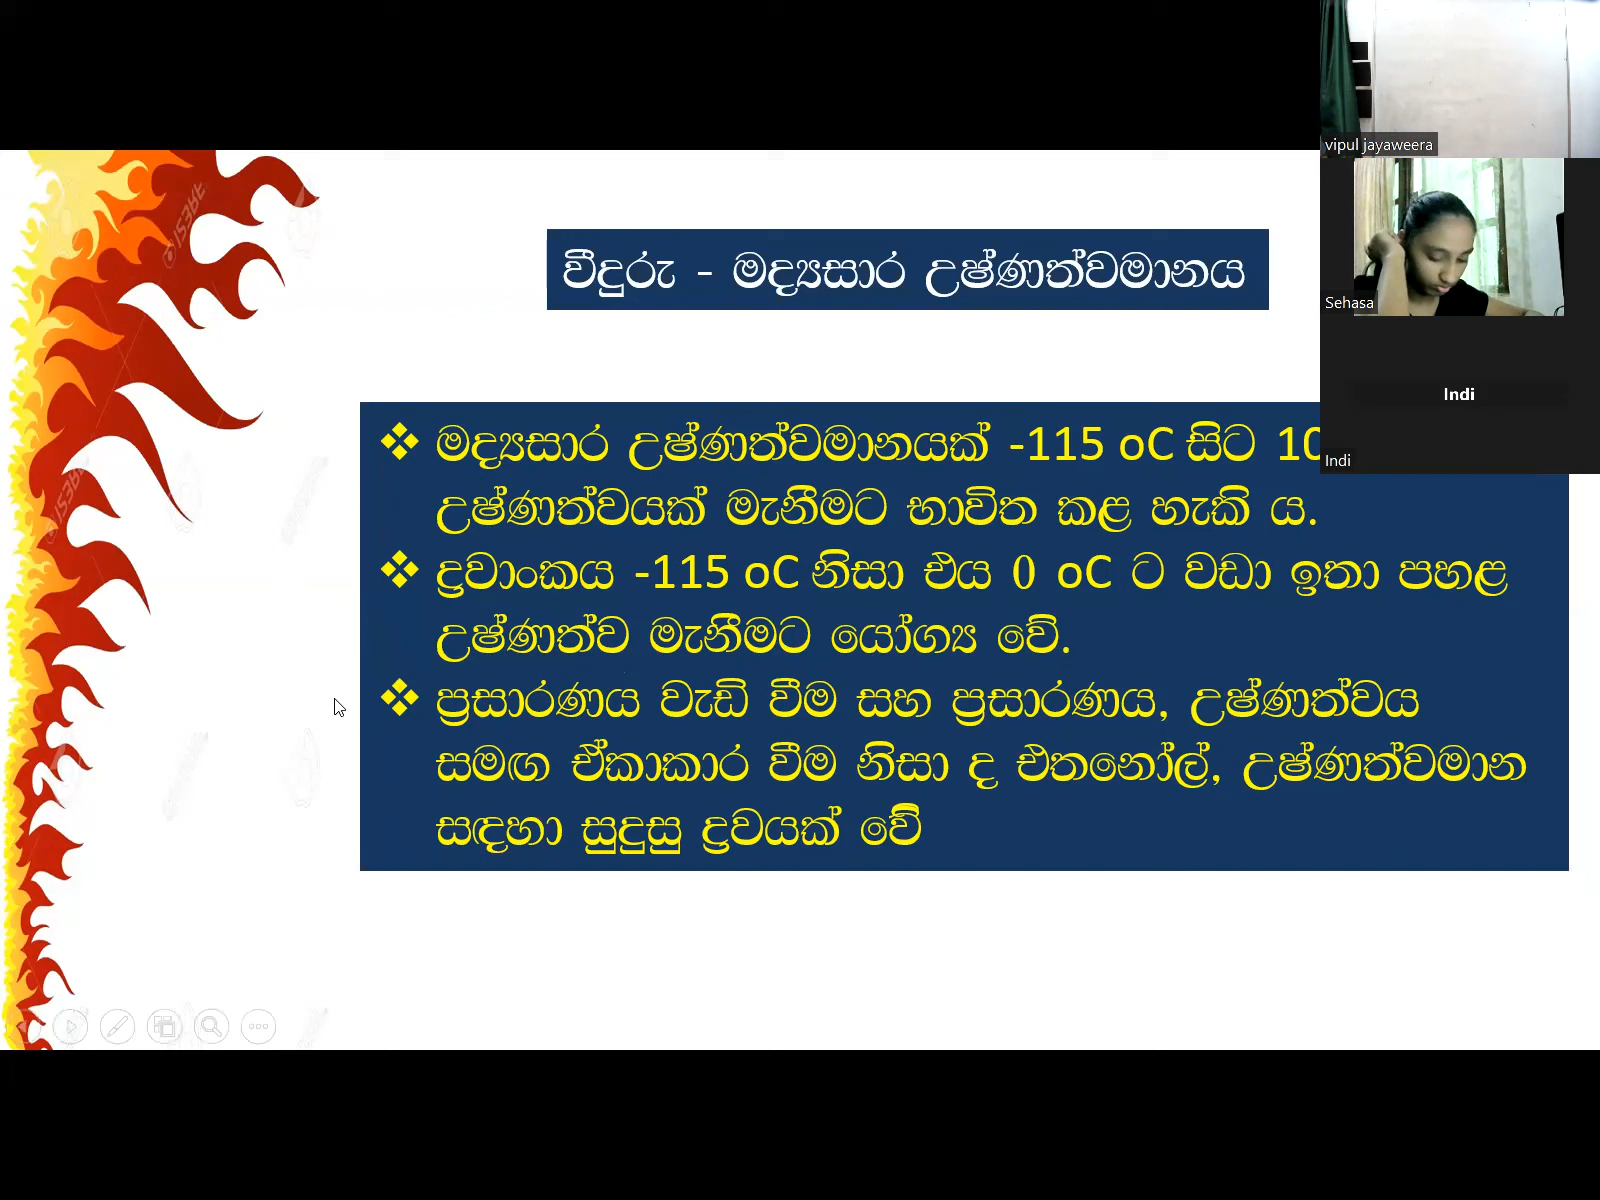 වීදුරු - මද්‍යසාර උෂ්ණත්වමානය
❖ මද්‍යසාර උෂ්ණත්වමානයක් -115 oC සිට 10
උෂ්ණත්වයක් මැනීමට භාවිත කළ හැකි ය.
❖ ද්‍රවාංකය -115 oC නිසා එය 0 oC ට වඩා ඉතා පහළ
උෂ්ණත්ව මැනීමට යෝග්‍ය වේ.
❖ ප්‍රසාරණය වැඩි වීම සහ ප්‍රසාරණය, උෂ්ණත්වය
සමඟ ඒකාකාර වීම නිසා ද එතනෝල්, උෂ්ණත්වමාන
සඳහා සුදුසු ද්‍රවයක් වේ
vipul jayaweera
Sehasa
Indi
Indi